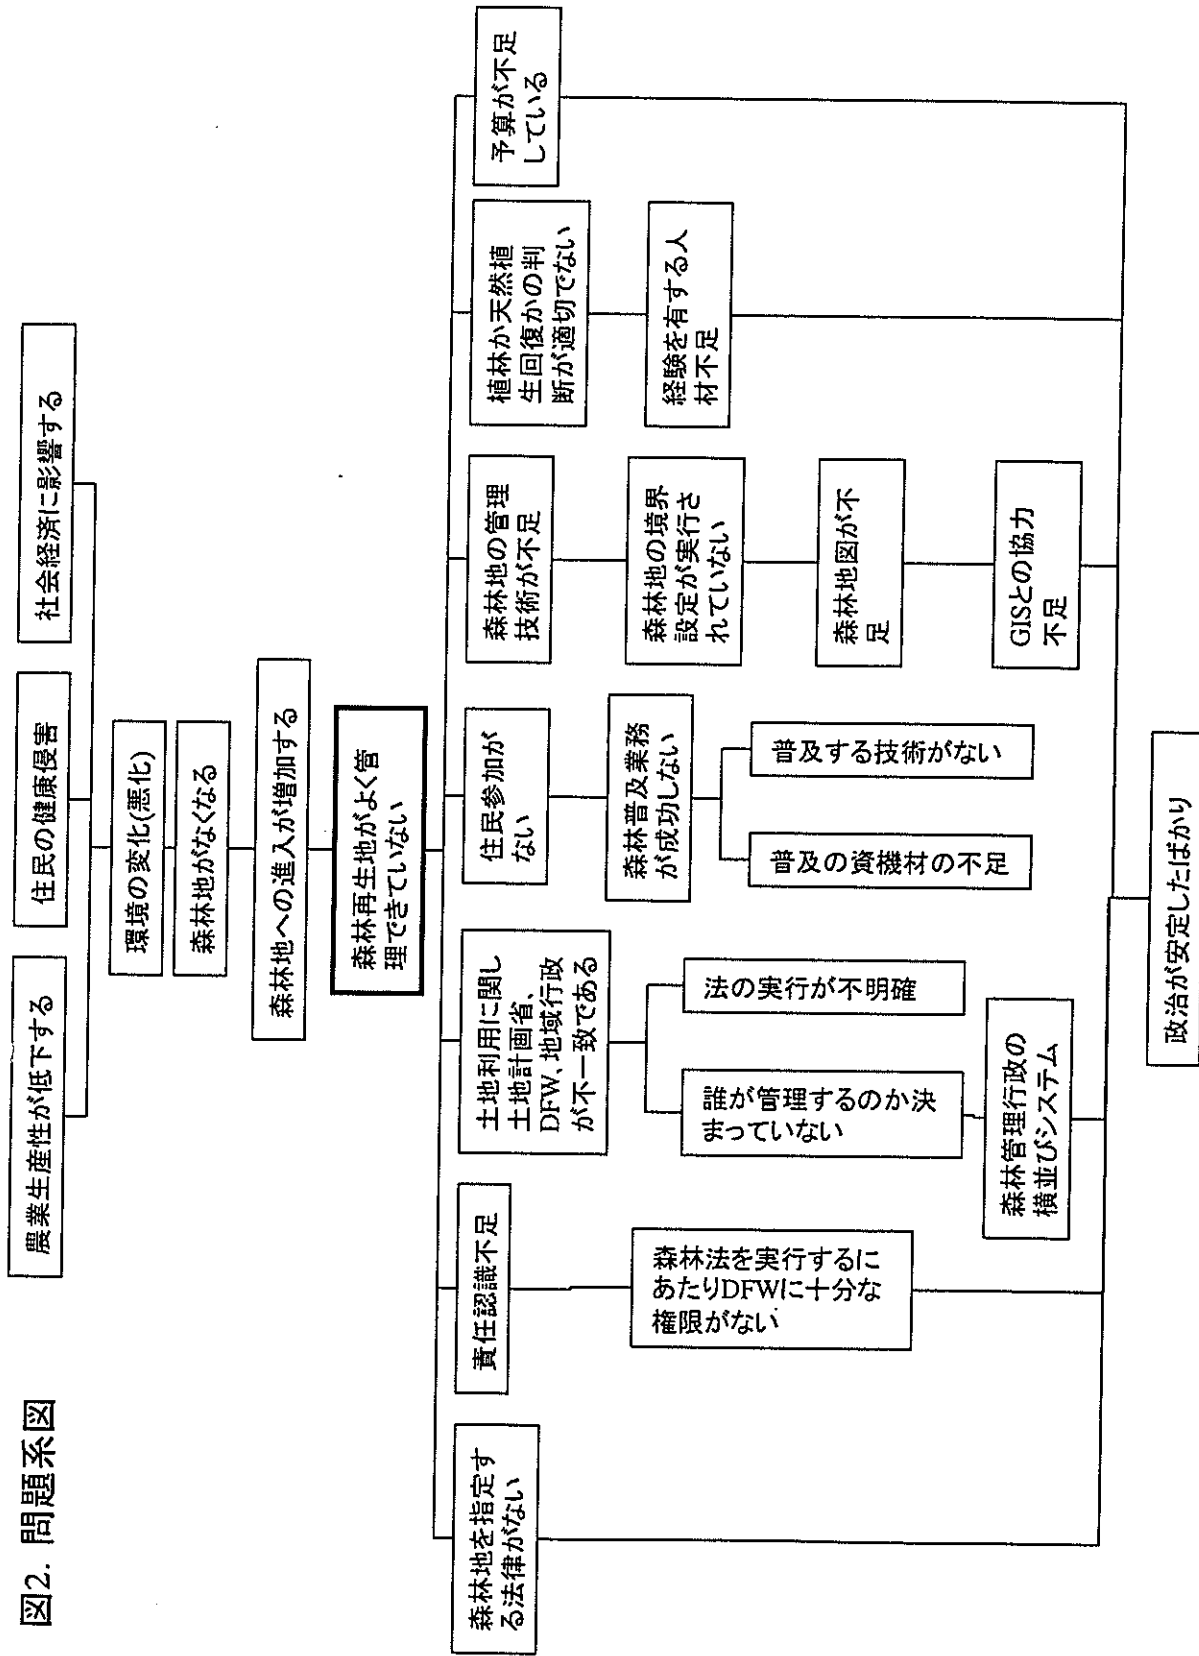 図2. 問題系図
農業生産性が低下する
住民の健康侵害
社会経済に影響する
環境の変化(悪化)
森林地がなくなる
森林地への進入が増加する
森林再生地がよく管
理できていない
森林地を指定す
る法律がない
責任認識不足
土地利用に関し
土地計画省、
DFW、地域行政
が不一致である
住民参加が
ない
森林地の管理
技術が不足
植林か天然植
生回復かの判
断が適切でない
予算が不足
している
森林法を実行するに
あたりDFWに十分な
権限がない
誰が管理するのか決
まっていない
法の実行が不明確
森林普及業務
が成功しない
森林地の境界
設定が実行さ
れていない
経験を有する人
材不足
普及の資機材の不足
普及する技術がない
森林地図が不
足
森林管理行政の
横並びシステム
GISとの協力
不足
政治が安定したばかり